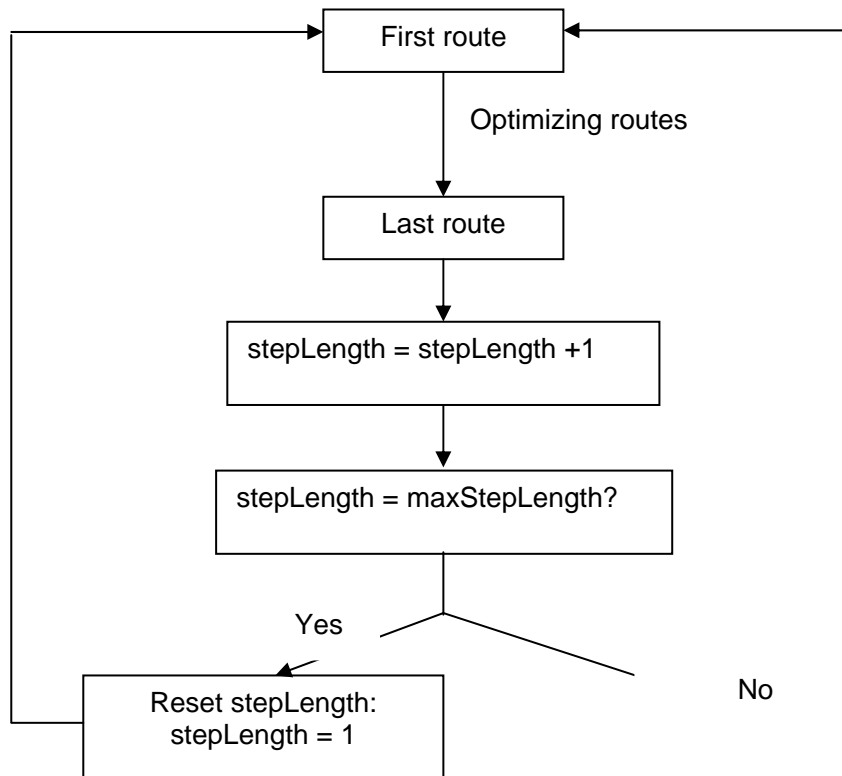 First route
Optimizing routes
Last route
stepLength = stepLength +1
stepLength = maxStepLength?
Yes
No
Reset stepLength:
stepLength = 1